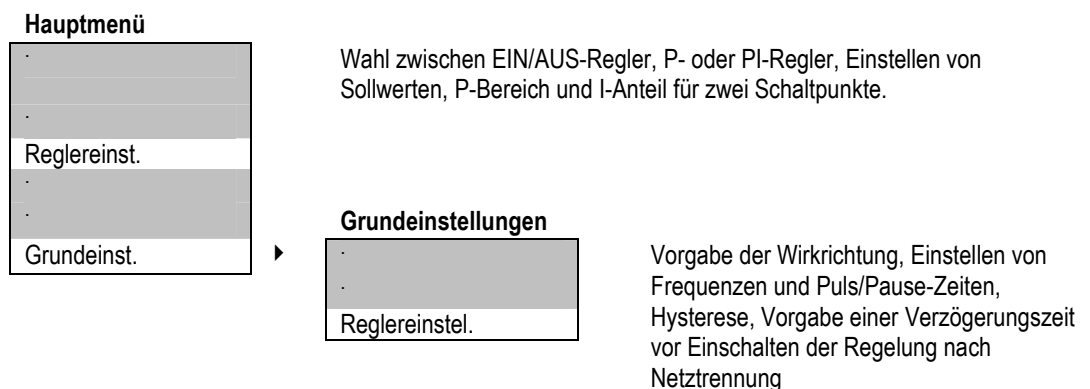 Hauptmenü
Wahl zwischen EIN/AUS-Regler, P- oder PI-Regler, Einstellen von
Sollwerten, P-Bereich und I-Anteil für zwei Schaltpunkte.
Reglereinst.
Grundeinstellungen
Grundeinst.
Vorgabe der Wirkrichtung, Einstellen von
Frequenzen und Puls/Pause-Zeiten,
Reglereinstel.
Hysterese, Vorgabe einer Verzögerungszeit
vor Einschalten der Regelung nach
Netztrennung